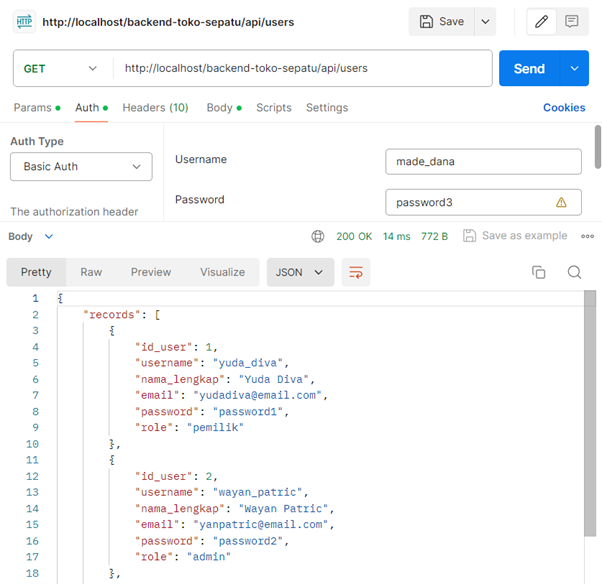 HTTP http://localhost/backend-toko-sepatu/api/users Save
GET http://localhost/backend-toko-sepatu/api/users Send
Params Auth Headers (10) Body Scripts Settings Cookies
Auth Type
Basic Auth
The authorization header
Username made_dana
Password password3
Body 200 OK 14 ms 772 B Save as example
Pretty Raw Preview Visualize JSON
1 {
2 "records": [
3 {
4 "id_user": 1,
5 "username": "yuda_diva",
6 "nama_lengkap": "Yuda Diva",
7 "email": "yudadiva@email.com",
8 "password": "password1",
9 "role": "pemilik"
10 },
11 {
12 "id_user": 2,
13 "username": "wayan_patric",
14 "nama_lengkap": "Wayan Patric",
15 "email": "yanpatric@email.com",
16 "password": "password2",
17 "role": "admin"
18 },